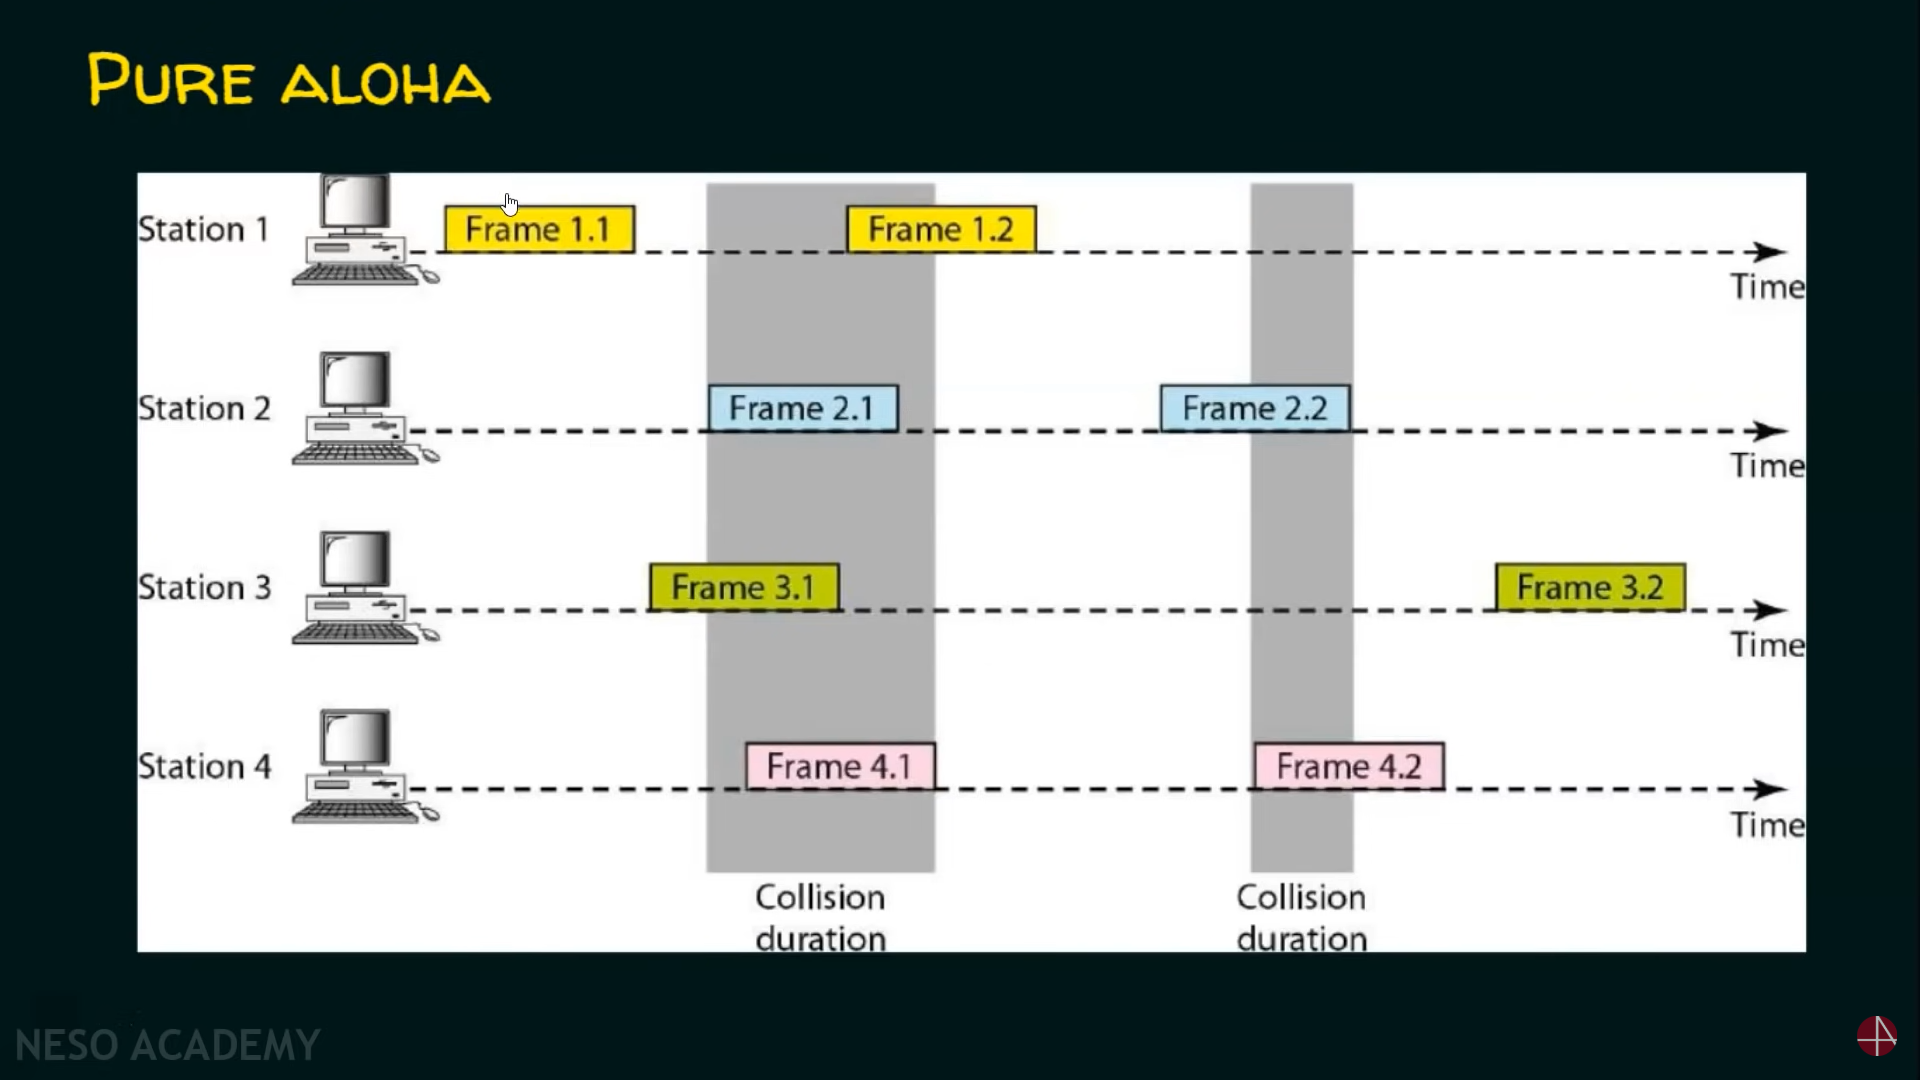 PURE ALOHA
Station 1
Frame 1.1
Frame 1.2
Time
Station 2
Frame 2.1
Frame 2.2
Time
Station 3
Frame 3.1
Frame 3.2
Time
Station 4
Frame 4.1
Frame 4.2
Time
Collision
duration
Collision
duration
NESO ACADEMY